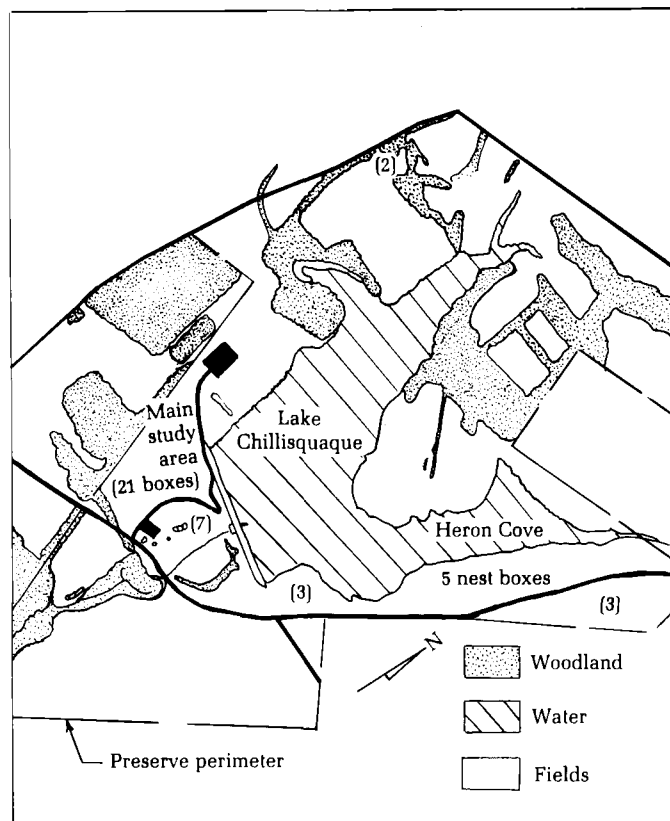 (2)
Main
study
area
(21 boxes)
Lake
Chillisquaque
(7)
Heron Cove
5 nest boxes
(3)
(3)
N
Woodland
Water
Fields
Preserve perimeter